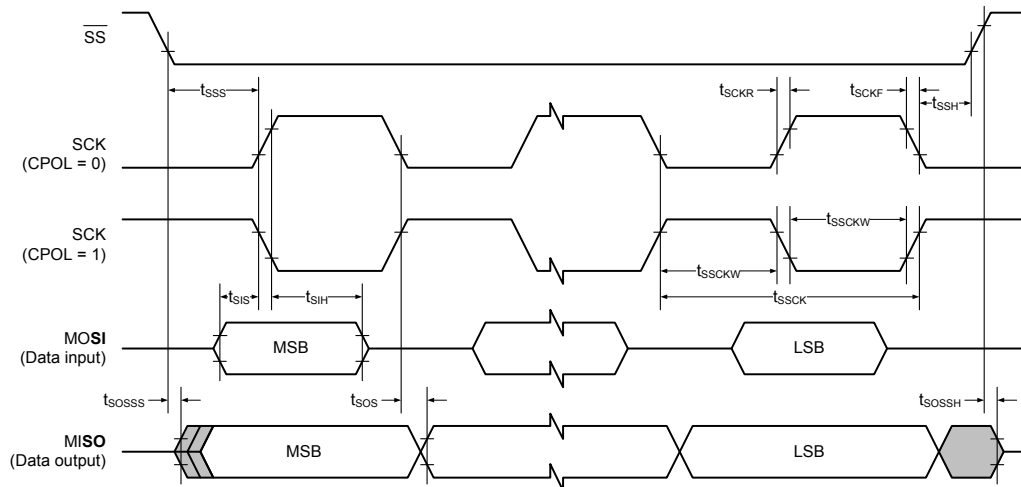 SS
tSSS
tSCKR
tSCKF
tSSH
SCK
(CPOL = 0)
SCK
(CPOL = 1)
tSSCKW
tSSCKW
tSSCK
tSIS
tSIH
MOSI
(Data input)
MSB
LSB
tSOSSS
tSOS
tSOSSH
MISO
(Data output)
MSB
LSB